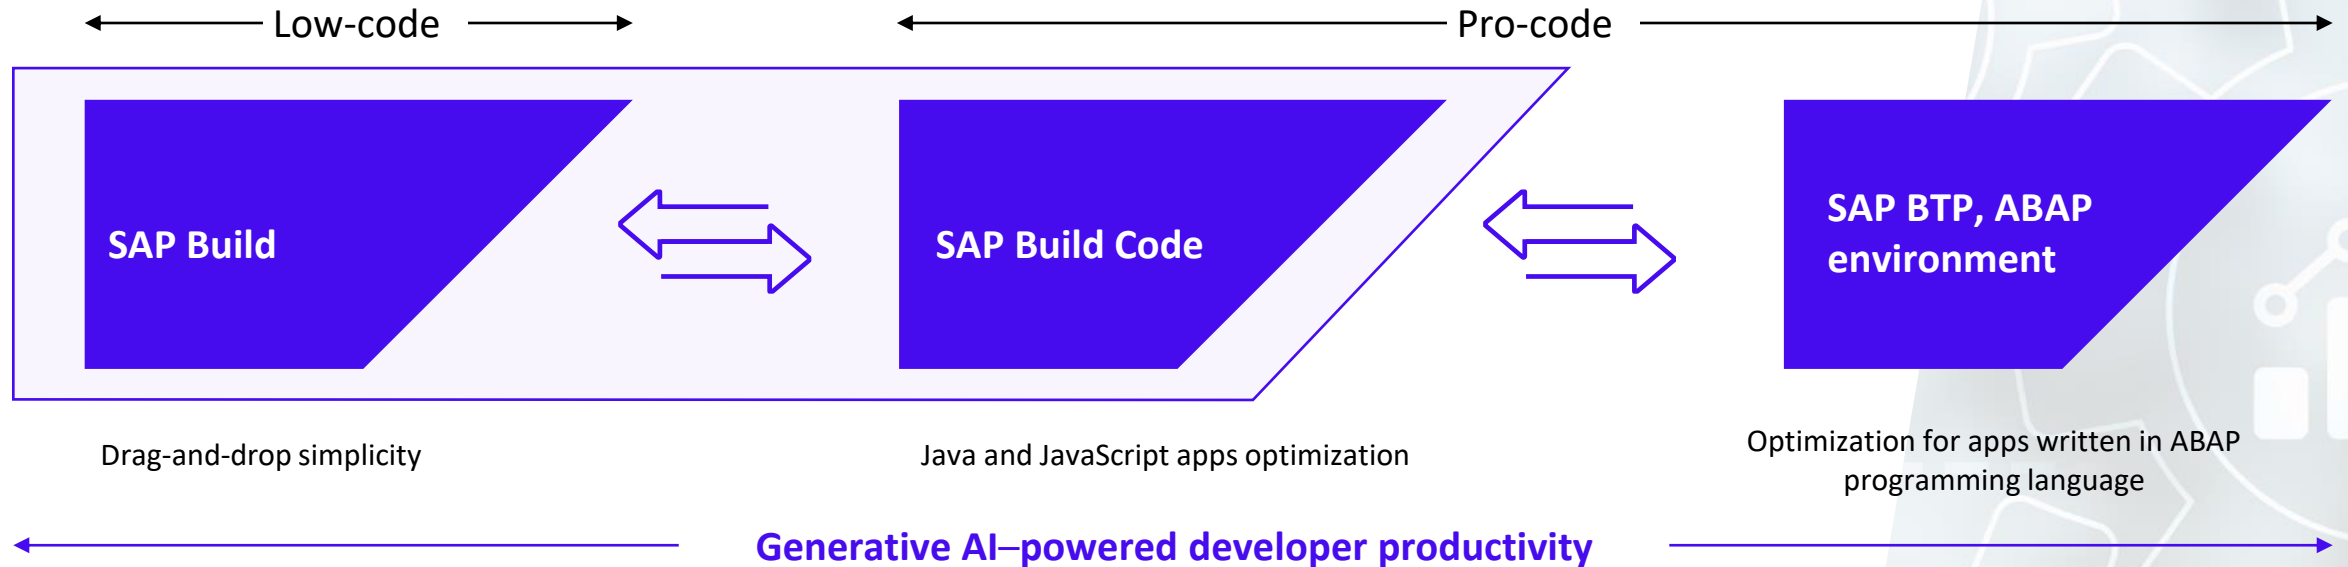 Low-code
Pro-code
SAP Build
SAP Build Code
SAP BTP, ABAP
environment
Drag-and-drop simplicity
Java and JavaScript apps optimization
Optimization for apps written in ABAP
programming language
Generative AI–powered developer productivity